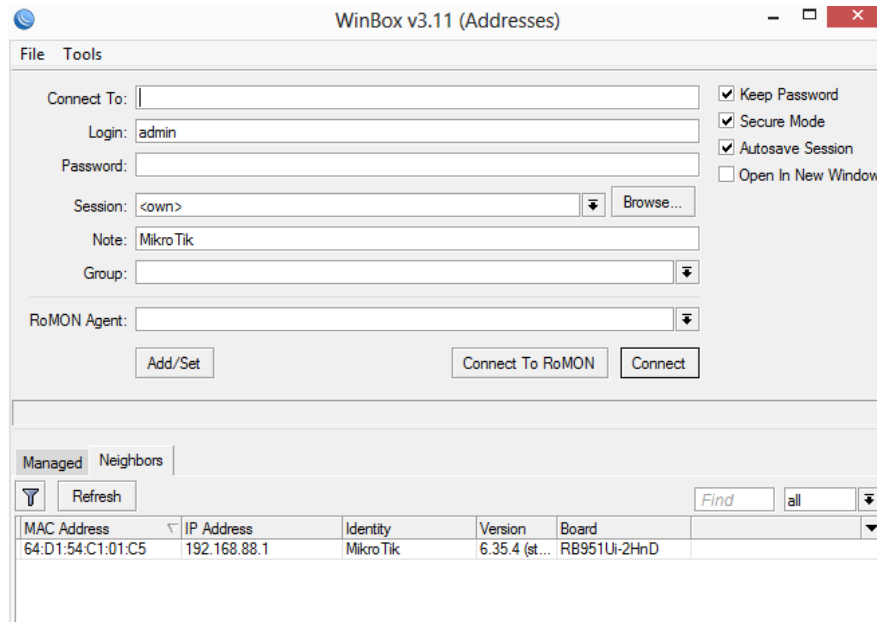 WinBox v3.11 (Addresses)
File Tools
Connect To:
Keep Password
Login: admin
Secure Mode
Password:
Autosave Session
Open In New Window
Session: <own> Browse...
Note: MikroTik
Group:
RoMON Agent:
Add/Set Connect To RoMON Connect
Managed Neighbors
Refresh Find all
MAC Address IP Address Identity Version Board
64:D1:54:C1:01:C5 192.168.88.1 MikroTik 6.35.4 (st... RB951Ui-2HnD